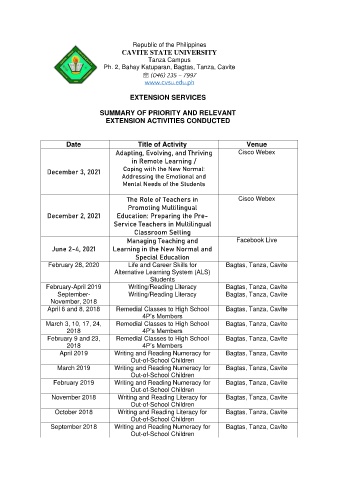 Republic of the Philippines
CAVITE STATE UNIVERSITY
Tanza Campus
Ph. 2, Bahay Katuparan, Bagtas, Tanza, Cavite
☏ (046) 235 – 7997
www.cvsu.edu.ph
EXTENSION SERVICES
SUMMARY OF PRIORITY AND RELEVANT
EXTENSION ACTIVITIES CONDUCTED
Date Title of Activity Venue
December 3, 2021 Adapting, Evolving, and Thriving Cisco Webex
in Remote Learning /
Coping with the New Normal:
Addressing the Emotional and
Mental Needs of the Students
December 2, 2021 The Role of Teachers in Cisco Webex
Promoting Multilingual
Education: Preparing the Pre-
Service Teachers in Multilingual
Classroom Setting
June 2-4, 2021 Managing Teaching and Facebook Live
Learning in the New Normal and
Special Education
February 28, 2020 Life and Career Skills for Bagtas, Tanza, Cavite
Alternative Learning System (ALS)
Students
February-April 2019 Writing/Reading Literacy Bagtas, Tanza, Cavite
September- Writing/Reading Literacy Bagtas, Tanza, Cavite
November, 2018
April 6 and 8, 2018 Remedial Classes to High School Bagtas, Tanza, Cavite
4P's Members
March 3, 10, 17, 24, Remedial Classes to High School Bagtas, Tanza, Cavite
2018 4P's Members
February 9 and 23, Remedial Classes to High School Bagtas, Tanza, Cavite
2018 4P's Members
April 2019 Writing and Reading Numeracy for Bagtas, Tanza, Cavite
Out-of-School Children
March 2019 Writing and Reading Numeracy for Bagtas, Tanza, Cavite
Out-of-School Children
February 2019 Writing and Reading Numeracy for Bagtas, Tanza, Cavite
Out-of-School Children
November 2018 Writing and Reading Literacy for Bagtas, Tanza, Cavite
Out-of-School Children
October 2018 Writing and Reading Literacy for Bagtas, Tanza, Cavite
Out-of-School Children
September 2018 Writing and Reading Numeracy for Bagtas, Tanza, Cavite
Out-of-School Children